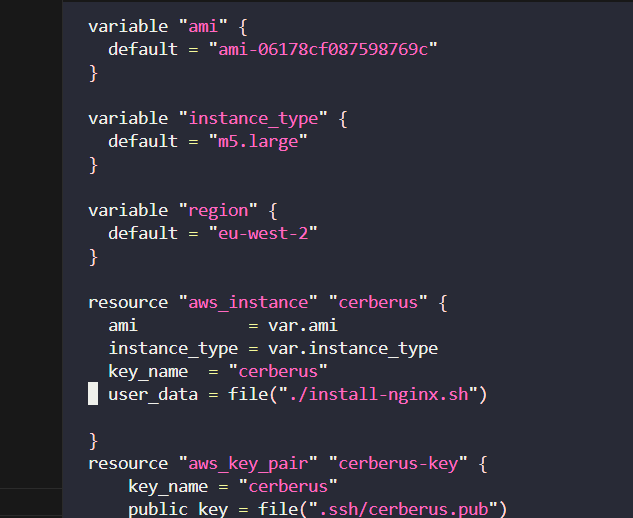 variable "ami" {
  default = "ami-06178cf087598769c"
}

variable "instance_type" {
  default = "m5.large"
}

variable "region" {
  default = "eu-west-2"
}

resource "aws_instance" "cerberus" {
  ami           = var.ami
  instance_type = var.instance_type
  key_name  = "cerberus"
  user_data = file("./install-nginx.sh")

}
resource "aws_key_pair" "cerberus-key" {
    key_name = "cerberus"
    public_key = file(".ssh/cerberus.pub")